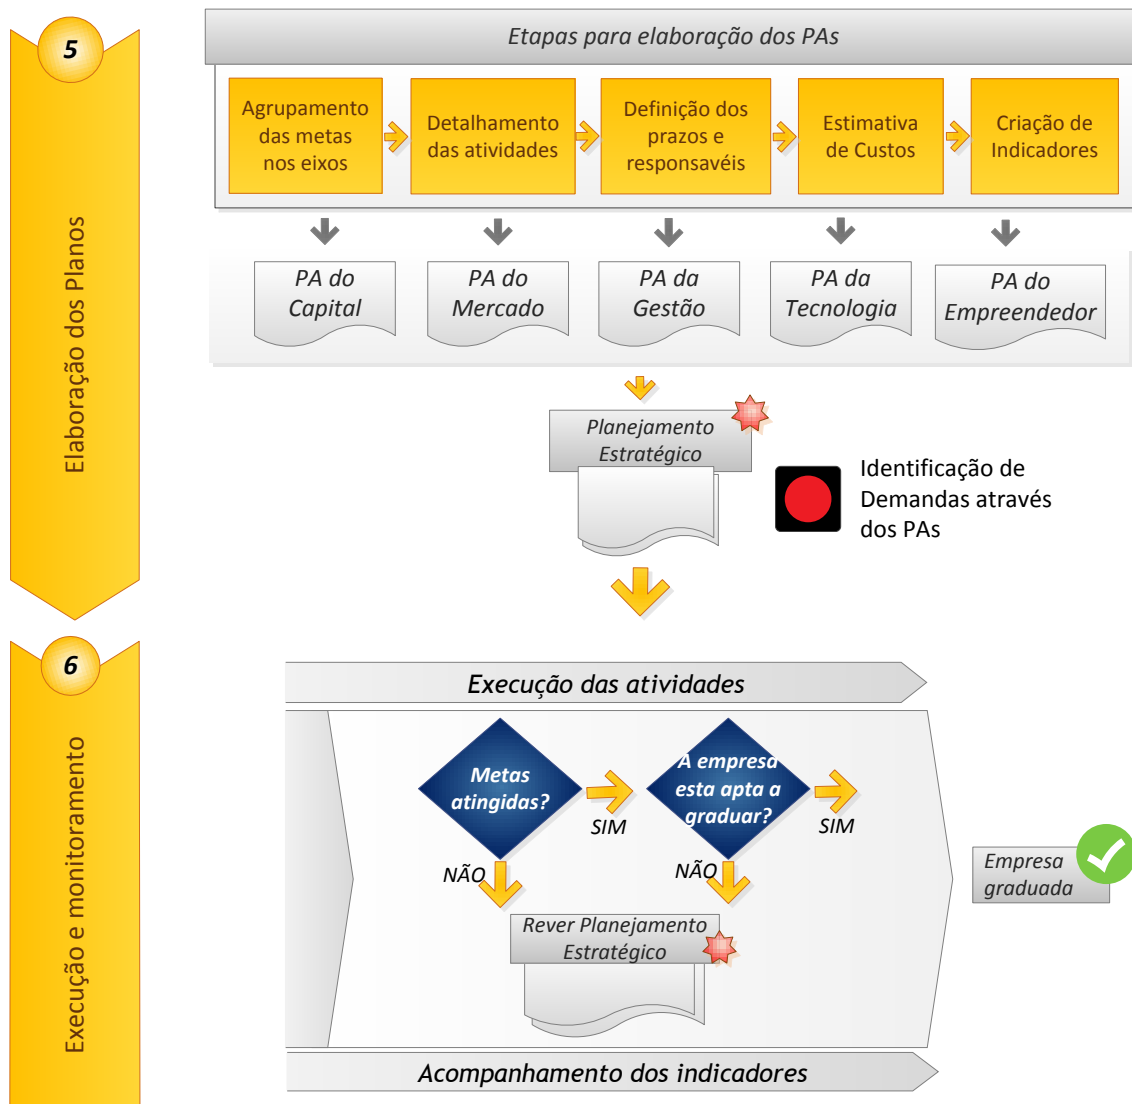 5
Elaboração dos Planos
Etapas para elaboração dos PAs
Agrupamento
das metas
nos eixos
Detalhamento
das atividades
Definição dos
prazos e
responsavéis
Estimativa
de Custos
Criação de
Indicadores
PA do
Capital
PA do
Mercado
PA da
Gestão
PA da
Tecnologia
PA do
Empreendedor
Planejamento
Estratégico
Identificação de
Demandas através
dos PAs
6
Execução e monitoramento
Execução das atividades
Metas
atingidas?
SIM
NÃO
A empresa
esta apta a
graduar?
SIM
NÃO
Rever Planejamento
Estratégico
Empresa
graduada
Acompanhamento dos indicadores